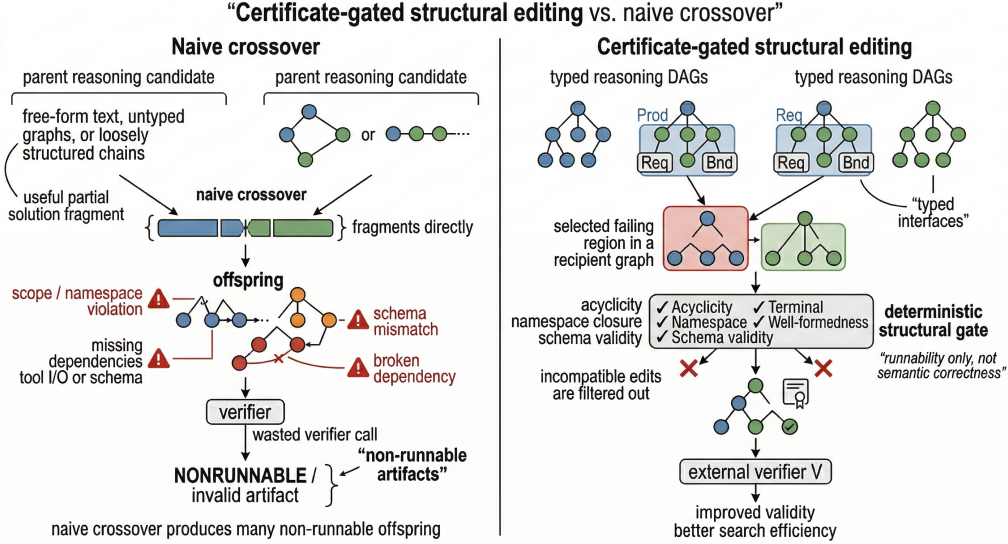 “Certificate-gated structural editing vs. naive crossover”
Naive crossover
parent reasoning candidate
parent reasoning candidate
free-form text, untyped
graphs, or loosely
structured chains
or
useful partial
solution fragment
naive crossover
fragments directly
offspring
scope / namespace
violation
schema
mismatch
missing
dependencies
tool I/O or schema
broken
dependency
verifier
wasted verifier call
NONRUNNABLE /
invalid artifact
“non-runnable
artifacts”
naive crossover produces many non-runnable offspring
Certificate-gated structural editing
typed reasoning DAGs
typed reasoning DAGs
Prod
Req
Bnd
Req
Req
Bnd
“typed
interfaces”
selected failing
region in a
recipient graph
acyclicity
namespace closure
schema validity
✓ Acyclicity
✓ Terminal
✓ Namespace
✓ Well-formedness
✓ Schema validity
deterministic
structural gate
“runnability only, not
semantic correctness”
incompatible edits
are filtered out
external verifier V
improved validity
better search efficiency